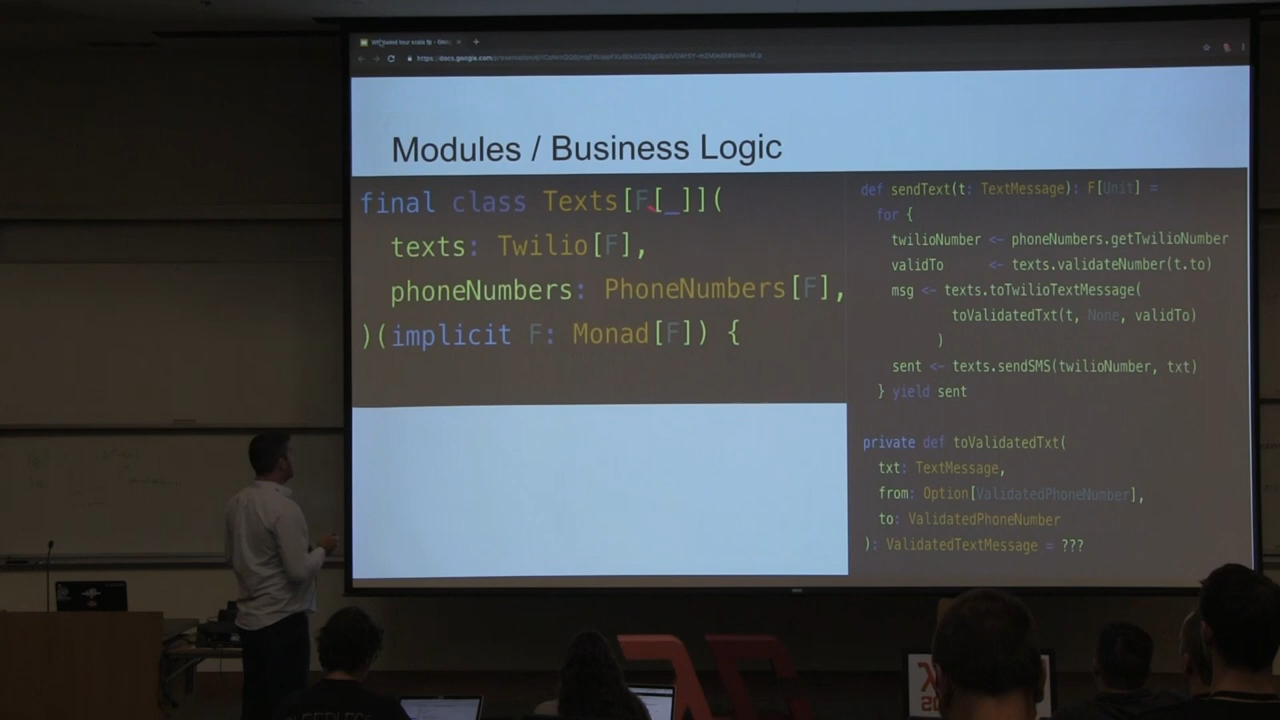 Modules / Business Logic
final class Texts[F[_]](
texts: Twilio[F],
phoneNumbers: PhoneNumbers[F],
)(implicit F: Monad[F]) {
def sendText(t: TextMessage): F[Unit] =
for {
twilioNumber <- phoneNumbers.getTwilioNumber
validTo <- texts.validateNumber(t.to)
msg <- texts.toTwilioTextMessage(
toValidatedTxt(t, None, validTo)
)
sent <- texts.sendSMS(twilioNumber, txt)
} yield sent
private def toValidatedTxt(
txt: TextMessage,
from: Option[ValidatedPhoneNumber],
to: ValidatedPhoneNumber
): ValidatedTextMessage = ???